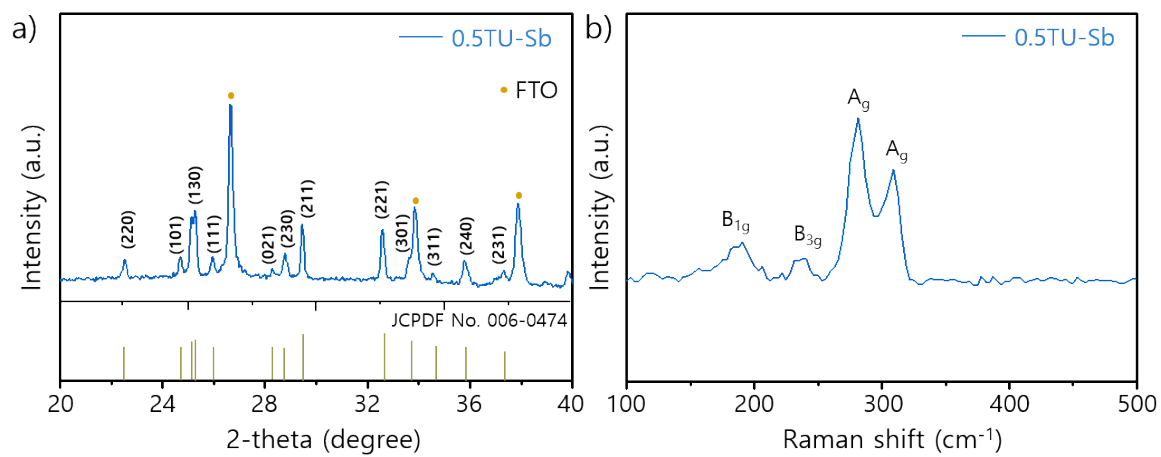 a)
0.5TU-Sb
FTO
Intensity (a.u.)
(220)
(101)
(130)
(111)
(021)
(230)
(211)
(221)
(301)
(311)
(240)
(231)
JCPDF No. 006-0474
20
24
28
32
36
40
2-theta (degree)
b)
0.5TU-Sb
Intensity (a.u.)
B1g
B3g
Ag
Ag
100
200
300
400
500
Raman shift (cm-1)